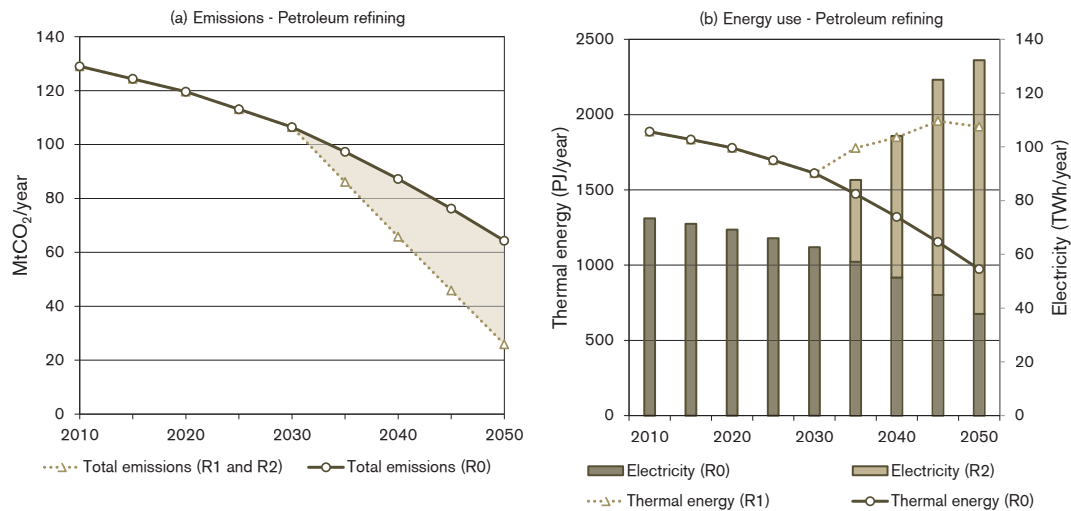 (a) Emissions - Petroleum refining
MtCO₂/year
140
120
100
80
60
40
20
0
2010
2020
2030
2040
2050
Total emissions (R1 and R2)
Total emissions (R0)
(b) Energy use - Petroleum refining
Thermal energy (PJ/year)
2500
2000
1500
1000
500
0
2010
2020
2030
2040
2050
140
120
100
80
60
40
20
0
Electricity (TWh/year)
Electricity (R0)
Electricity (R2)
Thermal energy (R1)
Thermal energy (R0)